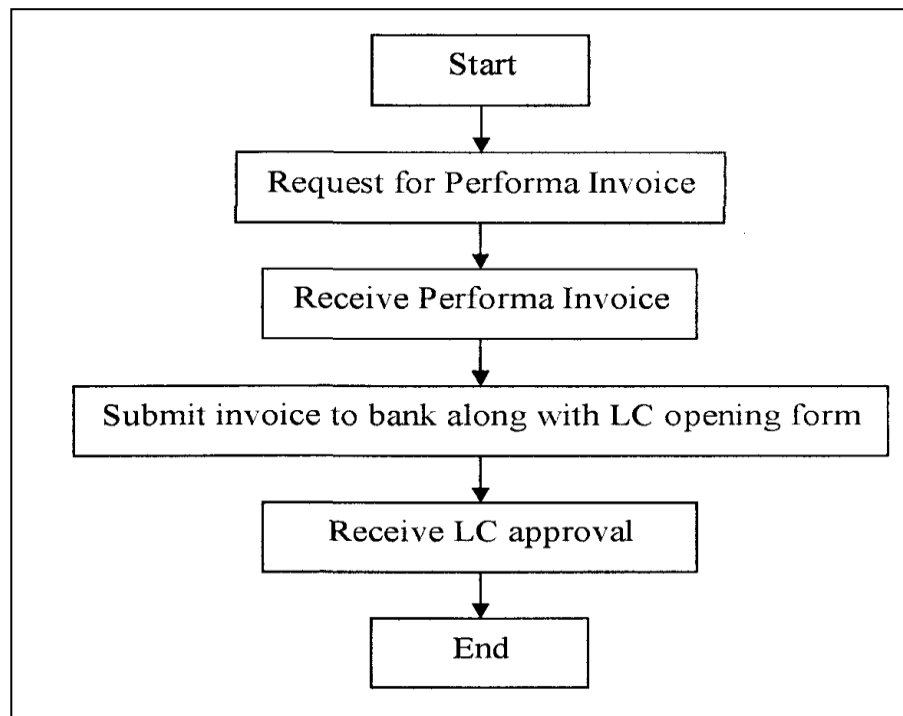 Start
Request for Performa Invoice
Receive Performa Invoice
Submit invoice to bank along with LC opening form
Receive LC approval
End